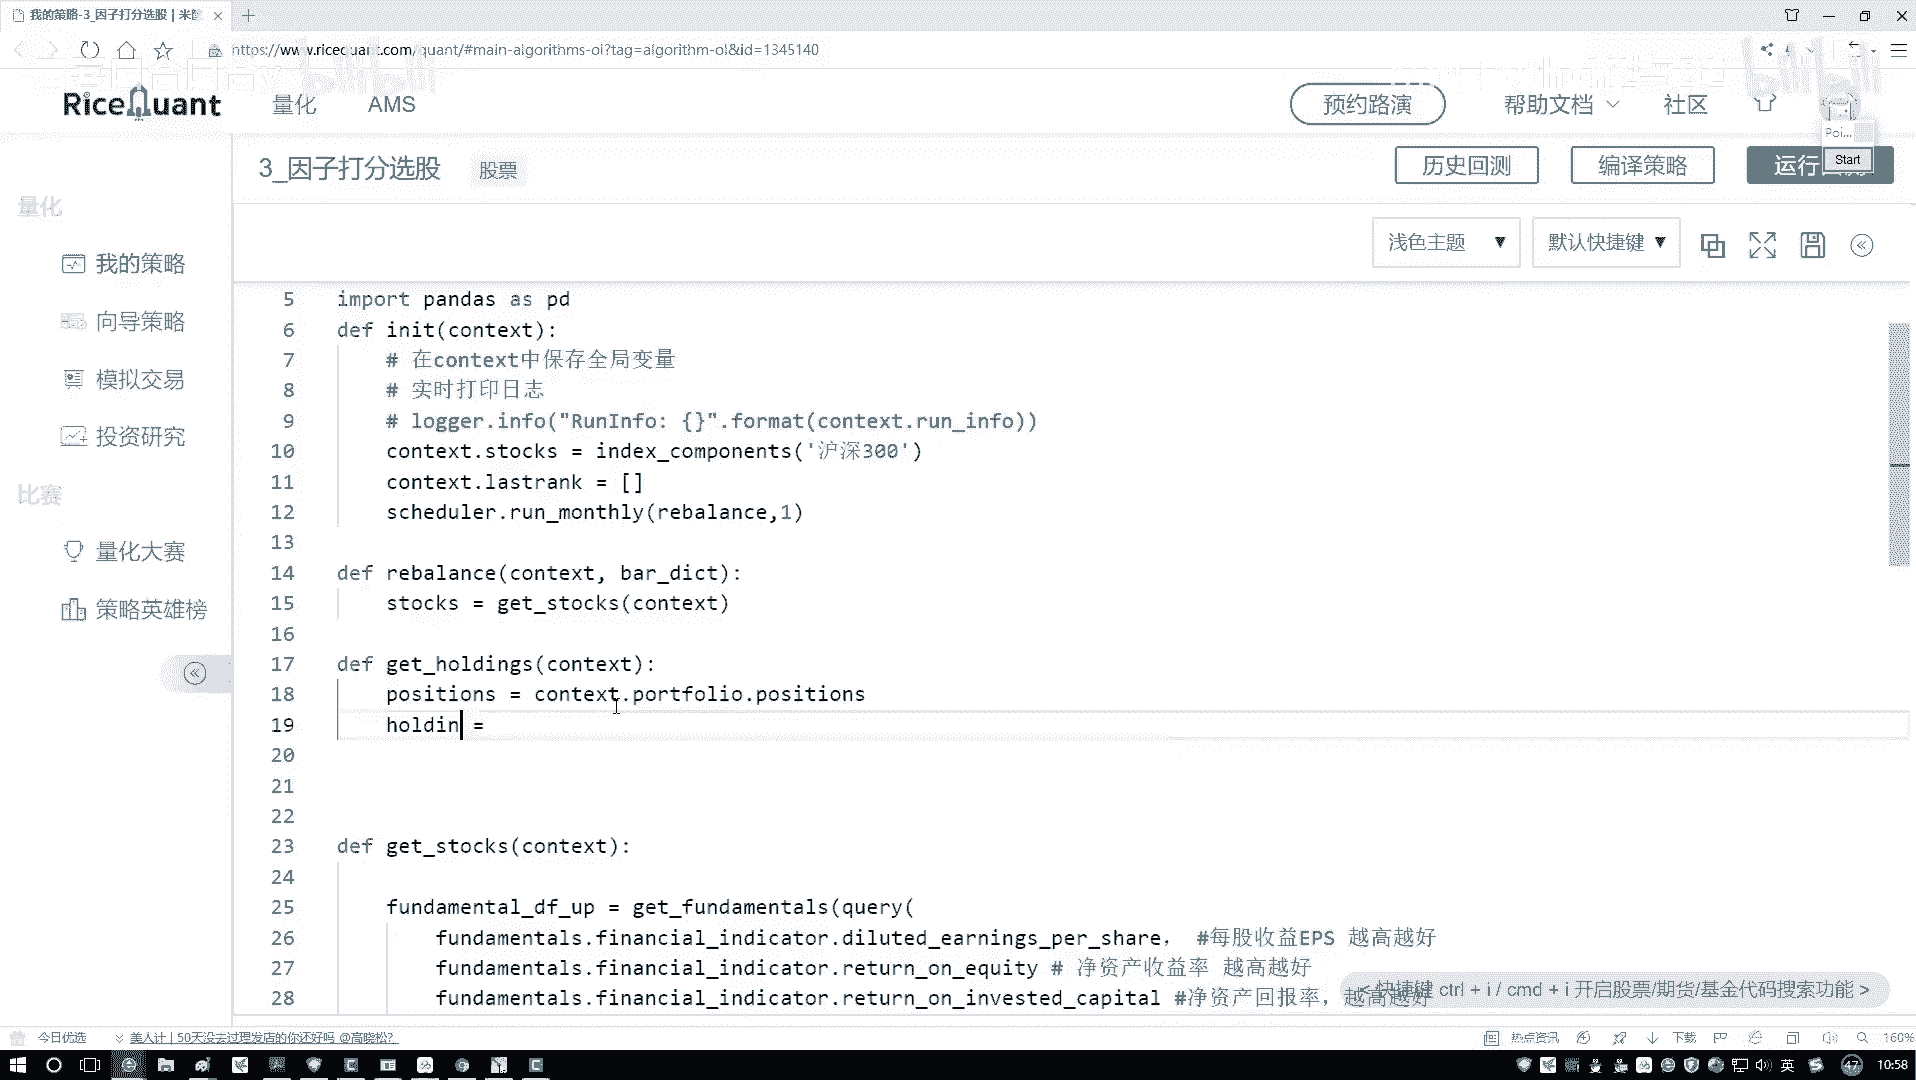 我的策略-3_因子打分选股 | 米筐
https://www.ricequant.com/quant/#main-algorithms-ol?tag=algorithm-ol&id=1345140
bilibili
bilibili
RiceQuant
量化
AMS
预约路演
帮助文档
社区
Poi...
Start
3_因子打分选股
股票
历史回测
编译策略
运行回测
量化
我的策略
向导策略
模拟交易
投资研究
比赛
量化大赛
策略英雄榜
浅色主题
默认快捷键
5 import pandas as pd
6 def init(context):
7 # 在context中保存全局变量
8 # 实时打印日志
9 # logger.info("RunInfo: {}".format(context.run_info))
10 context.stocks = index_components('沪深300')
11 context.lastrank = []
12 scheduler.run_monthly(rebalance,1)
13
14 def rebalance(context, bar_dict):
15 stocks = get_stocks(context)
16
17 def get_holdings(context):
18 positions = context.portfolio.positions
19 holdin =
20
21
22
23 def get_stocks(context):
24
25 fundamental_df_up = get_fundamentals(query(
26 fundamentals.financial_indicator.diluted_earnings_per_share， #每股收益EPS 越高越好
27 fundamentals.financial_indicator.return_on_equity # 净资产收益率 越高越好
28 fundamentals.financial_indicator.return_on_invested_capital #净资产回报率，越高越好
< 快捷键 ctrl + i / cmd + i 开启股票/期货/基金代码搜索功能 >
今日优选
美人计 | 50天没去过理发店的你还好吗 @高晓松?
热点资讯
下载
160%
英
47
10:58